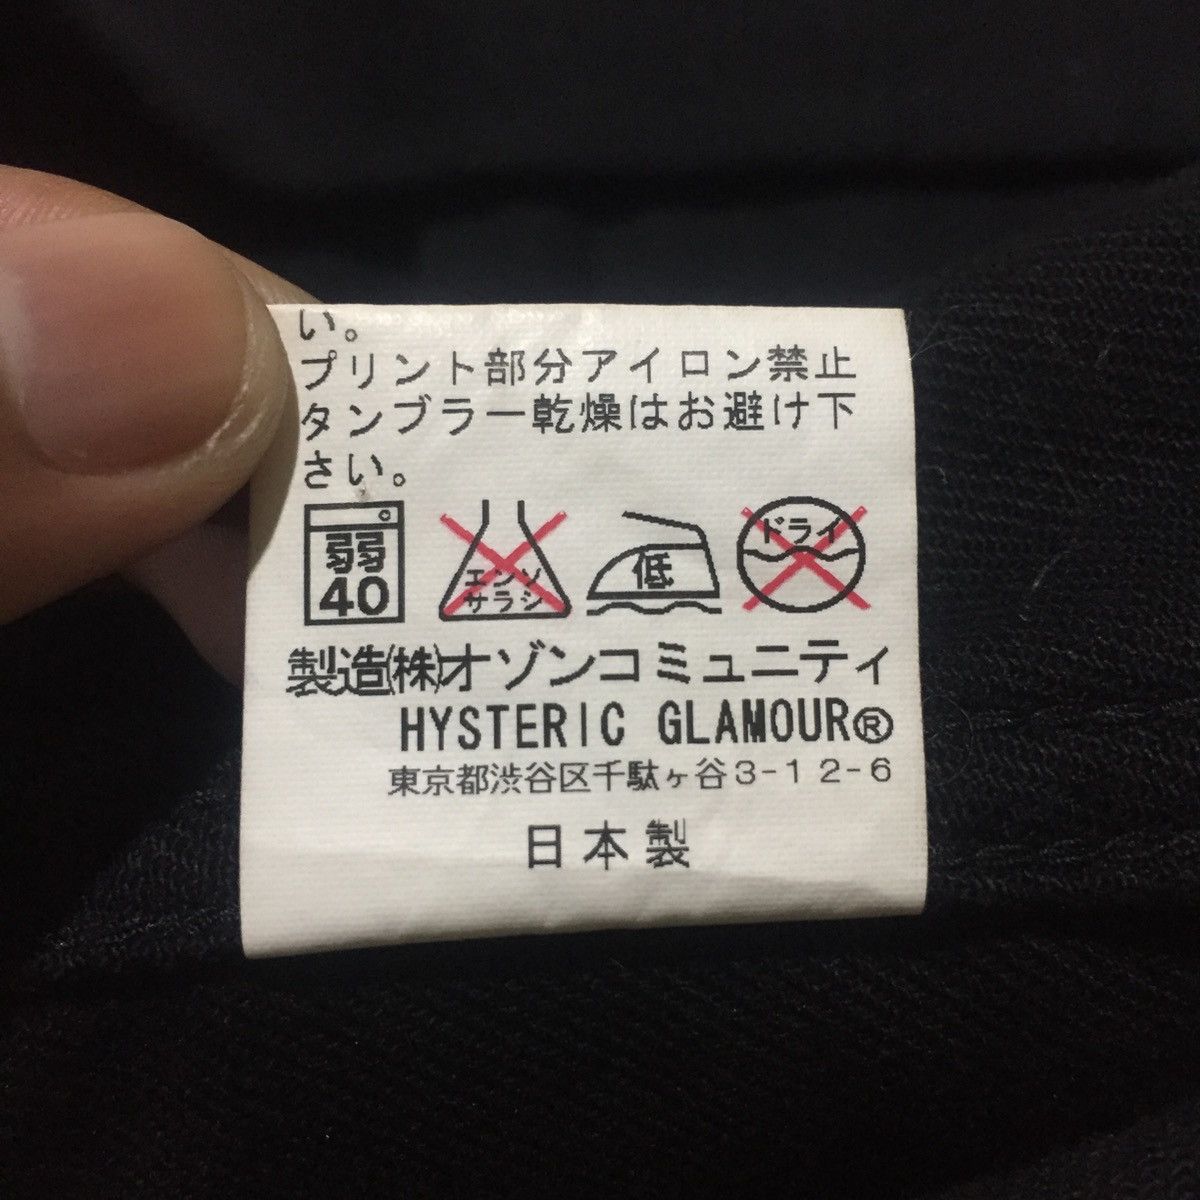 い。
プリント部分アイロン禁止
タンブラー乾燥はお避け下
さい。
弱
40
エンソ
サラシ
低
ドライ
製造(株)オゾンコミュニティ
HYSTERIC GLAMOUR®
東京都渋谷区千駄ヶ谷3-12-6
日本製